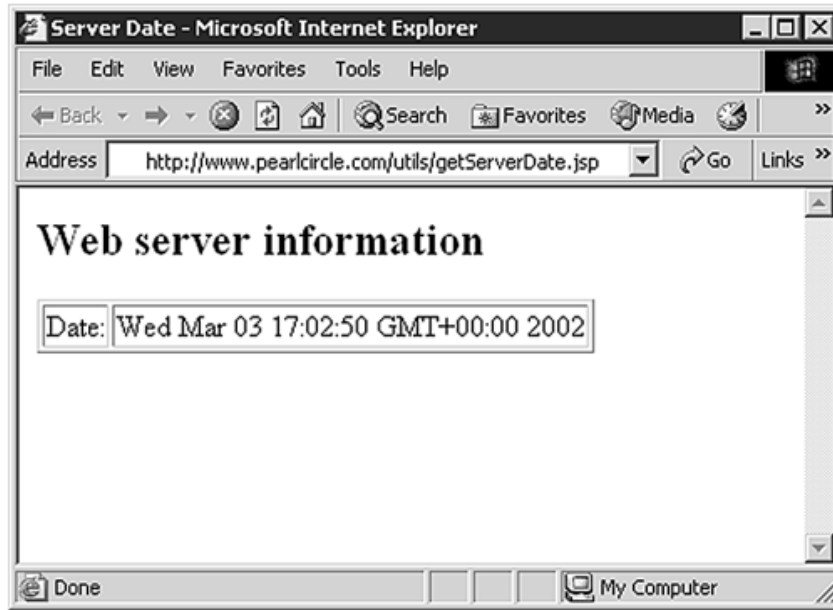 Server Date - Microsoft Internet Explorer
File Edit View Favorites Tools Help
Back Search Favorites Media »
Address http://www.pearlcircle.com/utils/getServerDate.jsp Go Links »
Web server information
Date: Wed Mar 03 17:02:50 GMT+00:00 2002
Done My Computer